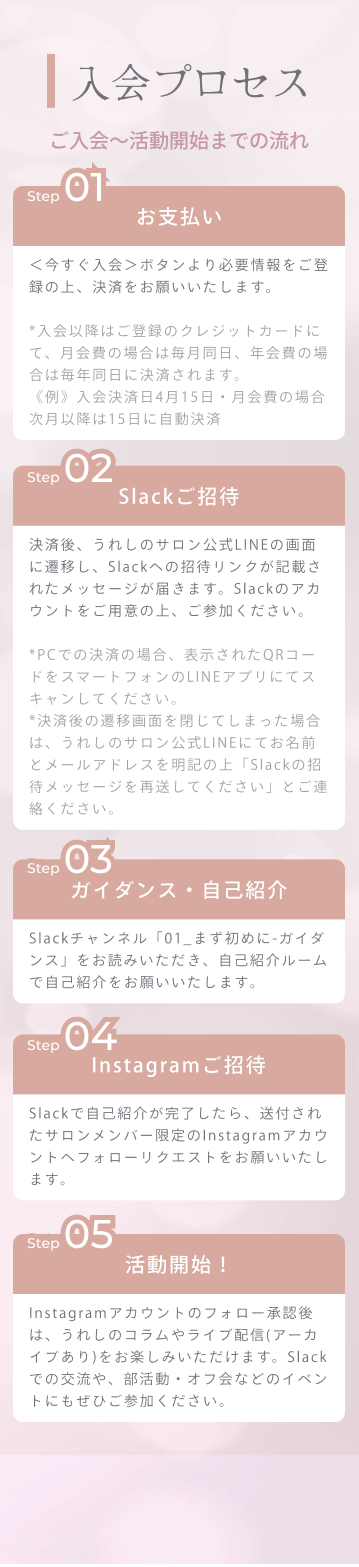 入会プロセス
ご入会〜活動開始までの流れ
Step 01
お支払い
＜今すぐ入会＞ボタンより必要情報をご登
録の上、決済をお願いいたします。
*入会以降はご登録のクレジットカードに
て、月会費の場合は毎月同日、年会費の場
合は毎年同日に決済されます。
《例》入会決済日4月15日・月会費の場合
次月以降は15日に自動決済
Step 02
Slackご招待
決済後、うれしのサロン公式LINEの画面
に遷移し、Slackへの招待リンクが記載さ
れたメッセージが届きます。Slackのアカ
ウントをご用意の上、ご参加ください。
*PCでの決済の場合、表示されたQRコー
ドをスマートフォンのLINEアプリにてス
キャンしてください。
*決済後の遷移画面を閉じてしまった場合
は、うれしのサロン公式LINEにてお名前
とメールアドレスを明記の上「Slackの招
待メッセージを再送してください」とご連
絡ください。
Step 03
ガイダンス・自己紹介
Slackチャンネル「01_まず初めに-ガイダ
ンス」をお読みいただき、自己紹介ルーム
で自己紹介をお願いいたします。
Step 04
Instagramご招待
Slackで自己紹介が完了したら、送付され
たサロンメンバー限定のInstagramアカウ
ントへフォローリクエストをお願いいたし
ます。
Step 05
活動開始！
Instagramアカウントのフォロー承認後
は、うれしのコラムやライブ配信(アーカ
イブあり)をお楽しみいただけます。Slack
での交流や、部活動・オフ会などのイベン
トにもぜひご参加ください。